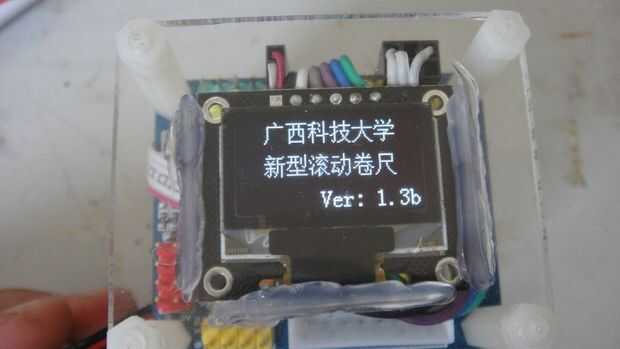 广西科技大学
新型滚动卷尺
Ver: 1.3b